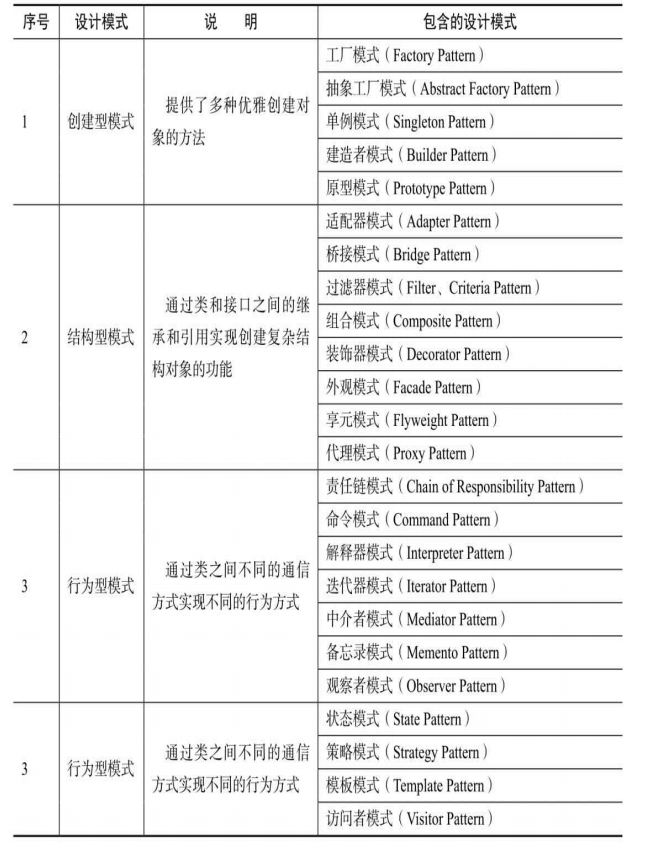 序号 设计模式 说 明 包含的设计模式
1 创建型模式 提供了多种优雅创建对
象的方法
工厂模式（Factory Pattern）
抽象工厂模式（Abstract Factory Pattern）
单例模式（Singleton Pattern）
建造者模式（Builder Pattern）
原型模式（Prototype Pattern）
2 结构型模式 通过类和接口之间的继
承和引用实现创建复杂结
构对象的功能
适配器模式（Adapter Pattern）
桥接模式（Bridge Pattern）
过滤器模式（Filter、Criteria Pattern）
组合模式（Composite Pattern）
装饰器模式（Decorator Pattern）
外观模式（Facade Pattern）
享元模式（Flyweight Pattern）
代理模式（Proxy Pattern）
3 行为型模式 通过类之间不同的通信
方式实现不同的行为方式
责任链模式（Chain of Responsibility Pattern）
命令模式（Command Pattern）
解释器模式（Interpreter Pattern）
迭代器模式（Iterator Pattern）
中介者模式（Mediator Pattern）
备忘录模式（Memento Pattern）
观察者模式（Observer Pattern）
3 行为型模式 通过类之间不同的通信
方式实现不同的行为方式
状态模式（State Pattern）
策略模式（Strategy Pattern）
模板模式（Template Pattern）
访问者模式（Visitor Pattern）